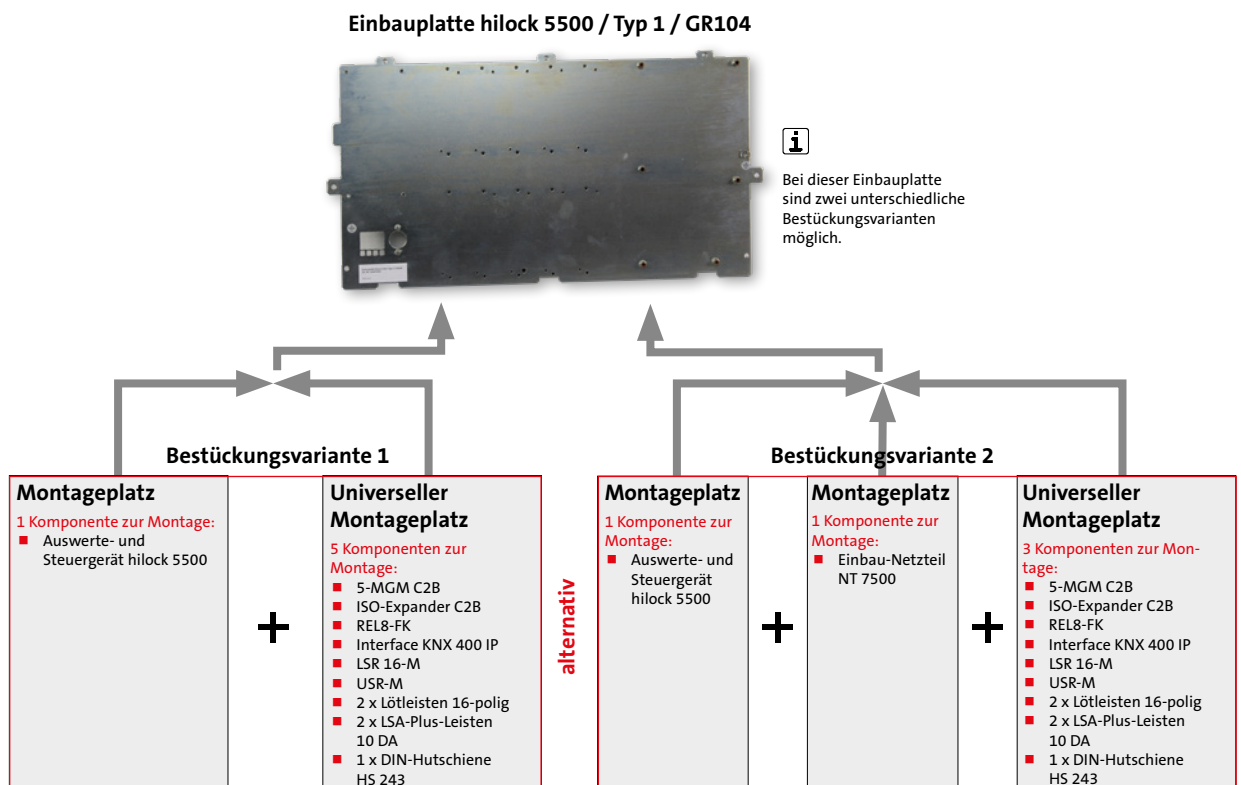 Einbauplatte hilock 5500 / Typ 1 / GR104
i
Bei dieser Einbauplatte
sind zwei unterschiedliche
Bestückungsvarianten
möglich.
Bestückungsvariante 1
Montageplatz
1 Komponente zur Montage:
Auswerte- und
Steuergerät hilock 5500
+
Universeller
Montageplatz
5 Komponenten zur
Montage:
5-MGM C2B
ISO-Expander C2B
REL8-FK
Interface KNX 400 IP
LSR 16-M
USR-M
2 x Lötleisten 16-polig
2 x LSA-Plus-Leisten
10 DA
1 x DIN-Hutschiene
HS 243
alternativ
Bestückungsvariante 2
Montageplatz
1 Komponente zur
Montage:
Auswerte- und
Steuergerät
hilock 5500
+
Montageplatz
1 Komponente zur
Montage:
Einbau-Netzteil
NT 7500
+
Universeller
Montageplatz
3 Komponenten zur Mon-
tage:
5-MGM C2B
ISO-Expander C2B
REL8-FK
Interface KNX 400 IP
LSR 16-M
USR-M
2 x Lötleisten 16-polig
2 x LSA-Plus-Leisten
10 DA
1 x DIN-Hutschiene
HS 243